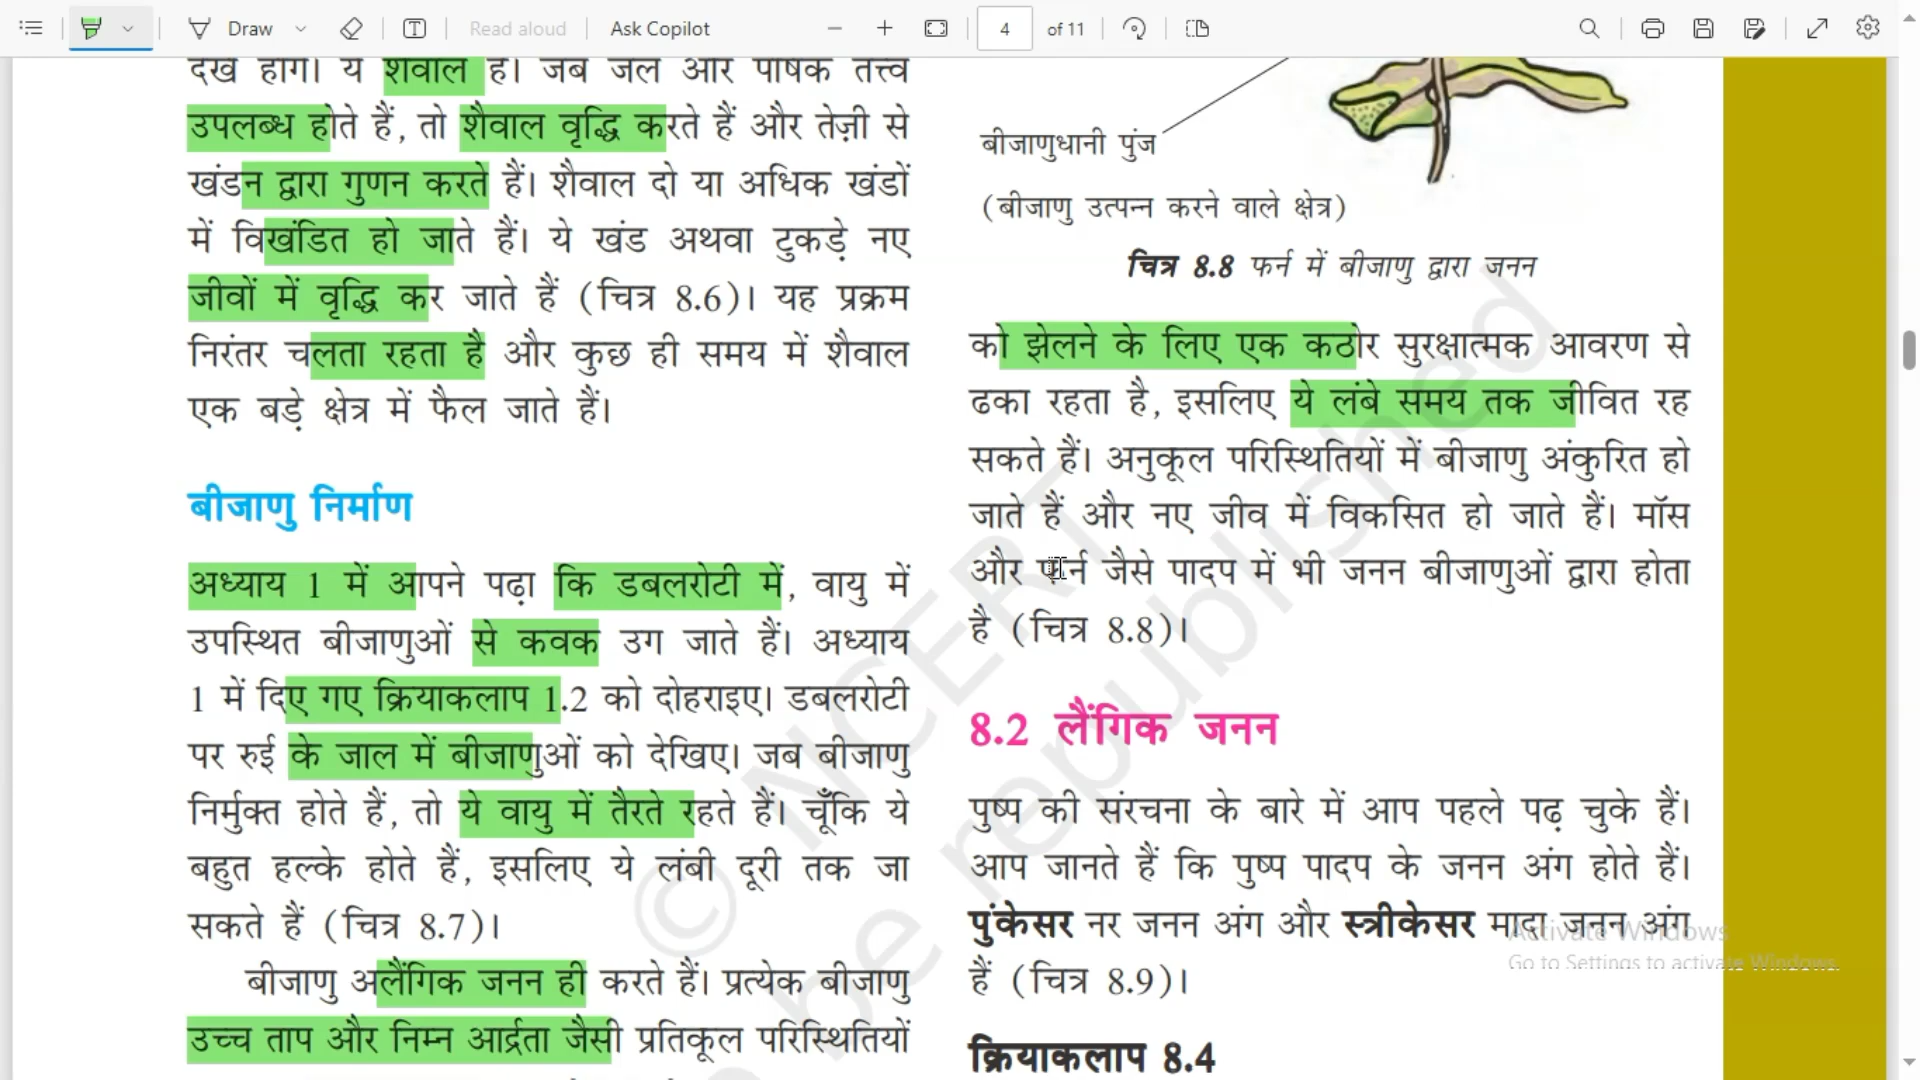 Draw
Read aloud
Ask Copilot
4
of 11
देखे होंगे। ये शैवाल हैं। जब जल और पोषक तत्त्व
उपलब्ध होते हैं, तो शैवाल वृद्धि करते हैं और तेज़ी से
खंडन द्वारा गुणन करते हैं। शैवाल दो या अधिक खंडों
में विखंडित हो जाते हैं। ये खंड अथवा टुकड़े नए
जीवों में वृद्धि कर जाते हैं (चित्र 8.6)। यह प्रक्रम
निरंतर चलता रहता है और कुछ ही समय में शैवाल
एक बड़े क्षेत्र में फैल जाते हैं।
बीजाणु निर्माण
अध्याय 1 में आपने पढ़ा कि डबलरोटी में, वायु में
उपस्थित बीजाणुओं से कवक उग जाते हैं। अध्याय
1 में दिए गए क्रियाकलाप 1.2 को दोहराइए। डबलरोटी
पर रुई के जाल में बीजाणुओं को देखिए। जब बीजाणु
निर्मुक्त होते हैं, तो ये वायु में तैरते रहते हैं। चूँकि ये
बहुत हल्के होते हैं, इसलिए ये लंबी दूरी तक जा
सकते हैं (चित्र 8.7)।
बीजाणु अलैंगिक जनन ही करते हैं। प्रत्येक बीजाणु
उच्च ताप और निम्न आर्द्रता जैसी प्रतिकूल परिस्थितियों
बीजाणुधानी पुंज
(बीजाणु उत्पन्न करने वाले क्षेत्र)
चित्र 8.8 फर्न में बीजाणु द्वारा जनन
को झेलने के लिए एक कठोर सुरक्षात्मक आवरण से
ढका रहता है, इसलिए ये लंबे समय तक जीवित रह
सकते हैं। अनुकूल परिस्थितियों में बीजाणु अंकुरित हो
जाते हैं और नए जीव में विकसित हो जाते हैं। मॉस
और फर्न जैसे पादप में भी जनन बीजाणुओं द्वारा होता
है (चित्र 8.8)।
8.2 लैंगिक जनन
पुष्प की संरचना के बारे में आप पहले पढ़ चुके हैं।
आप जानते हैं कि पुष्प पादप के जनन अंग होते हैं।
पुंकेसर नर जनन अंग और स्त्रीकेसर मादा जनन अंग
हैं (चित्र 8.9)।
क्रियाकलाप 8.4
© NCERT
be republished
Activate Windows
Go to Settings to activate Windows.